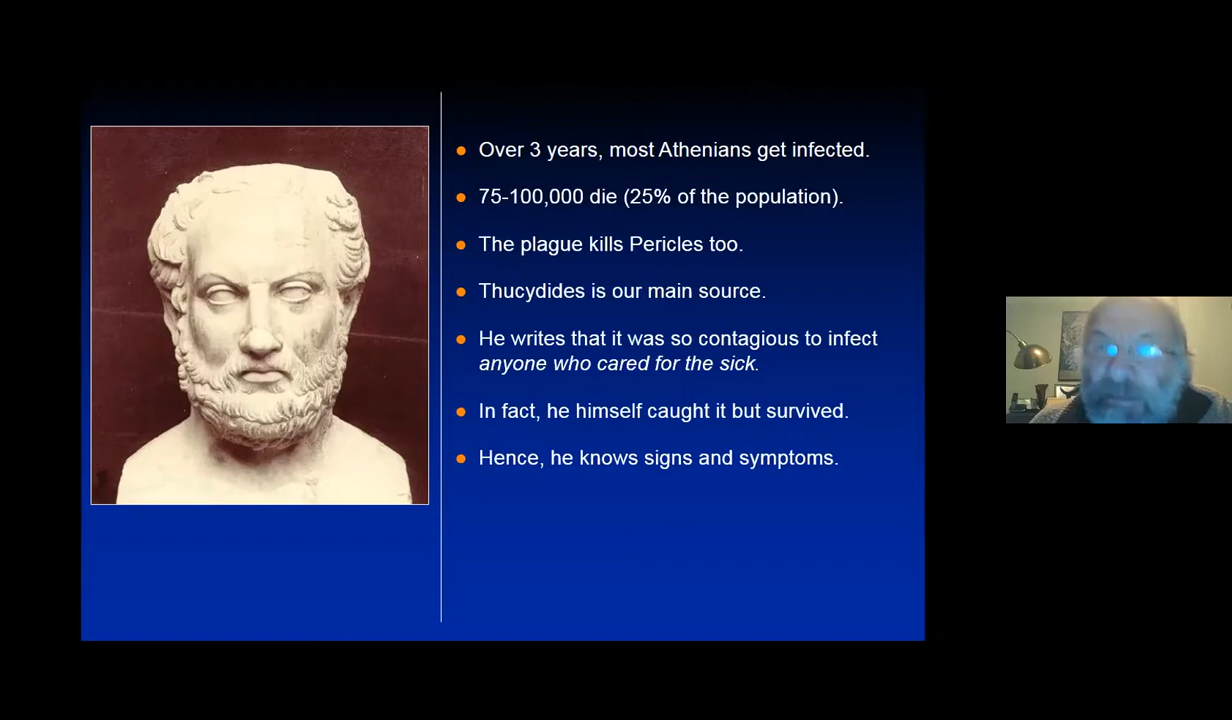 Over 3 years, most Athenians get infected.
75-100,000 die (25% of the population).
The plague kills Pericles too.
Thucydides is our main source.
He writes that it was so contagious to infect
anyone who cared for the sick.
In fact, he himself caught it but survived.
Hence, he knows signs and symptoms.